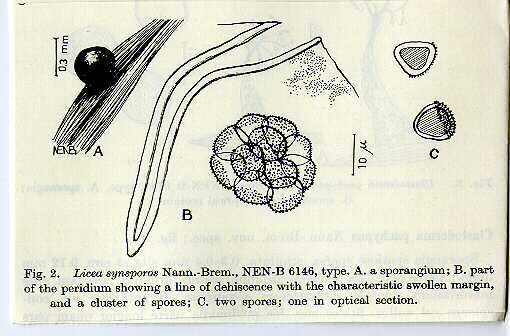 0,3 mm
NEN.B. A
B
10 µ
C
Fig. 2. Licea synsporos Nann.-Brem., NEN-B 6146, type. A. a sporangium; B. part
of the peridium showing a line of dehiscence with the characteristic swollen margin,
and a cluster of spores; C. two spores; one in optical section.